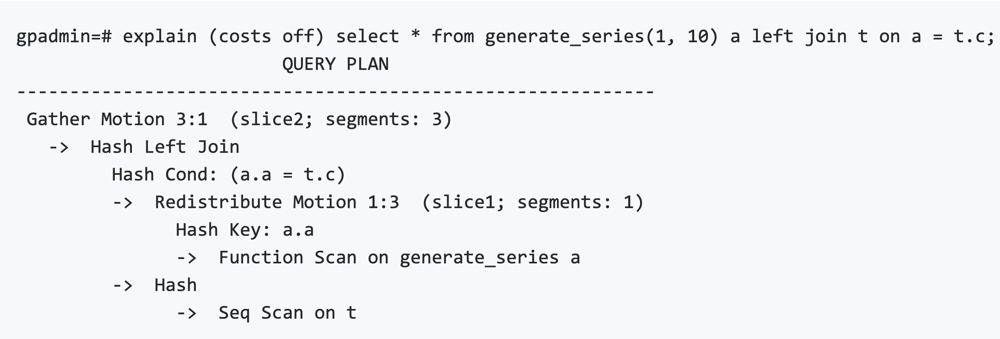 gpadmin=# explain (costs off) select * from generate_series(1, 10) a left join t on a = t.c;
                         QUERY PLAN
------------------------------------------------------------
 Gather Motion 3:1  (slice2; segments: 3)
   ->  Hash Left Join
         Hash Cond: (a.a = t.c)
         ->  Redistribute Motion 1:3  (slice1; segments: 1)
               Hash Key: a.a
               ->  Function Scan on generate_series a
         ->  Hash
               ->  Seq Scan on t